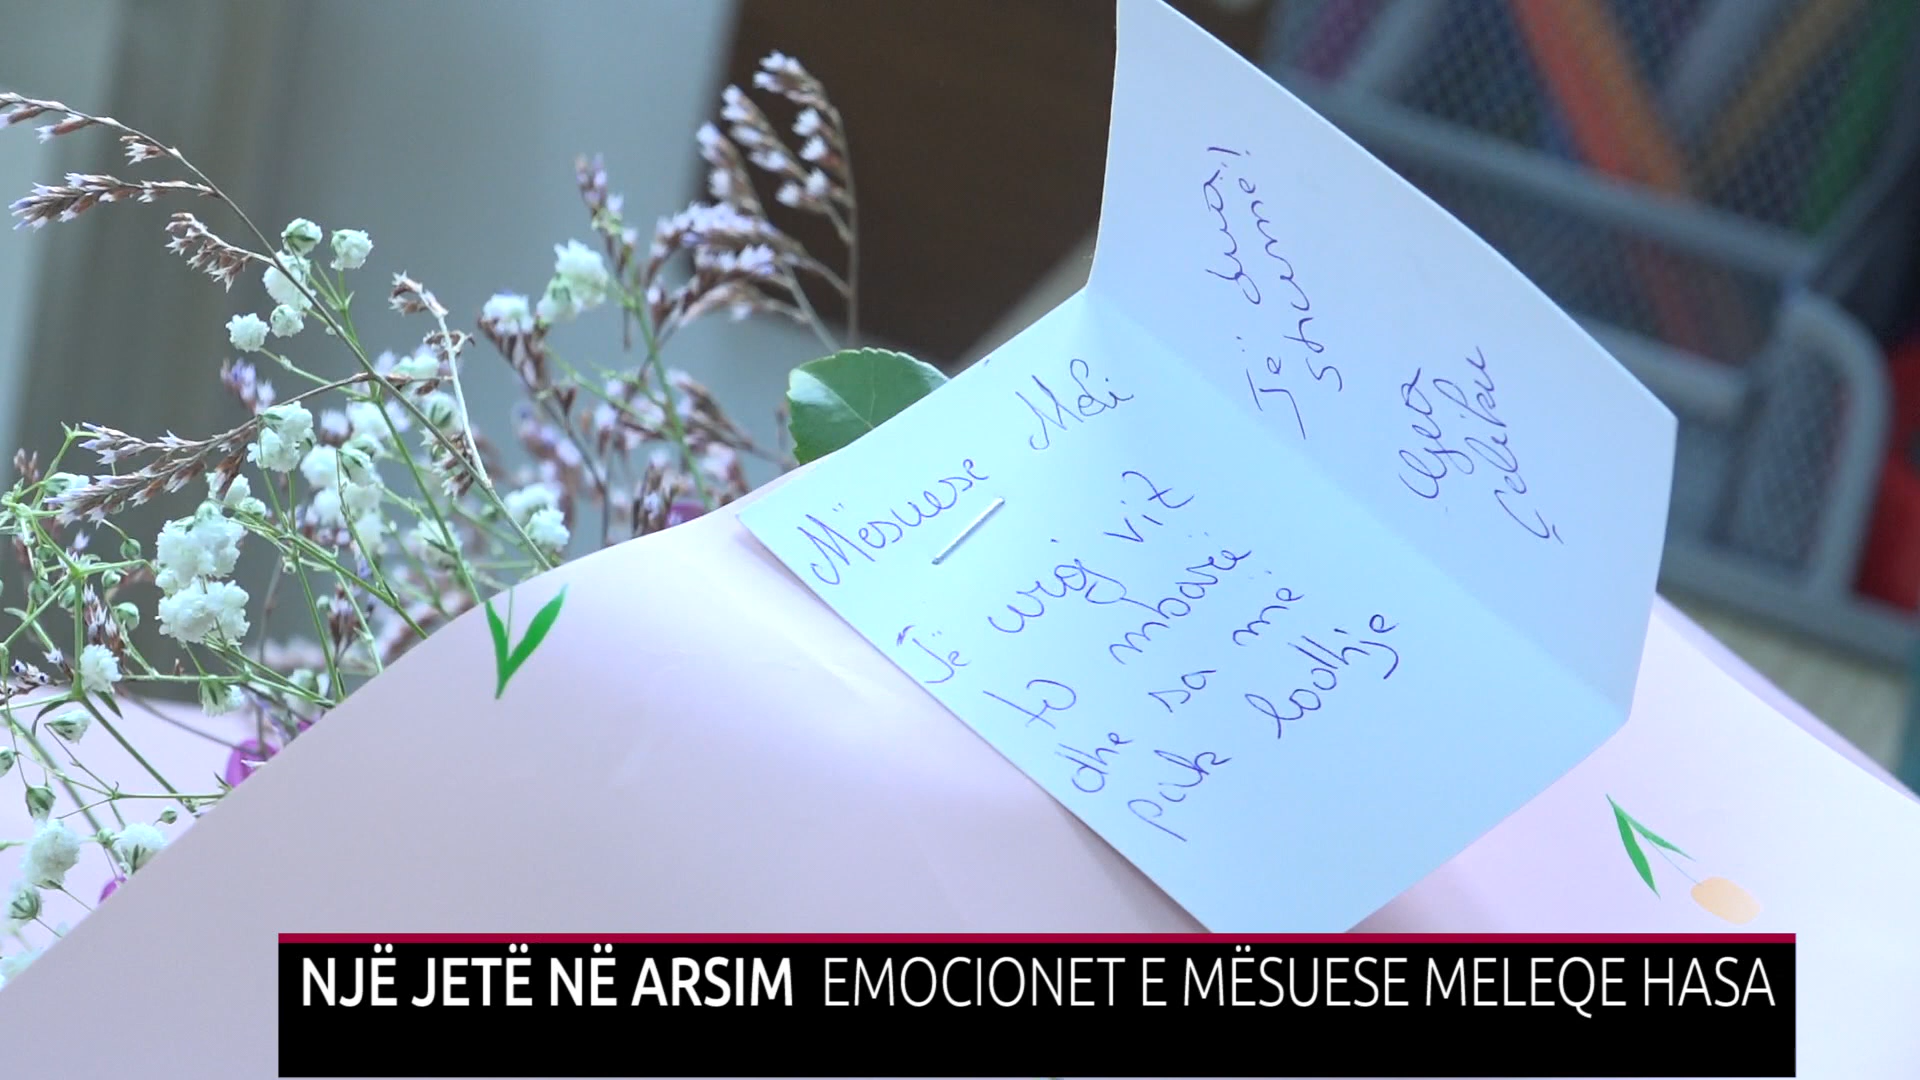 Mësuese Meli
Të uroj vit
të mbarë
dhe sa më
pak lodhje
Të dua
shumë!
Çeliku
NJË JETË NË ARSIM EMOCIONET E MËSUESE MELEQE HASA